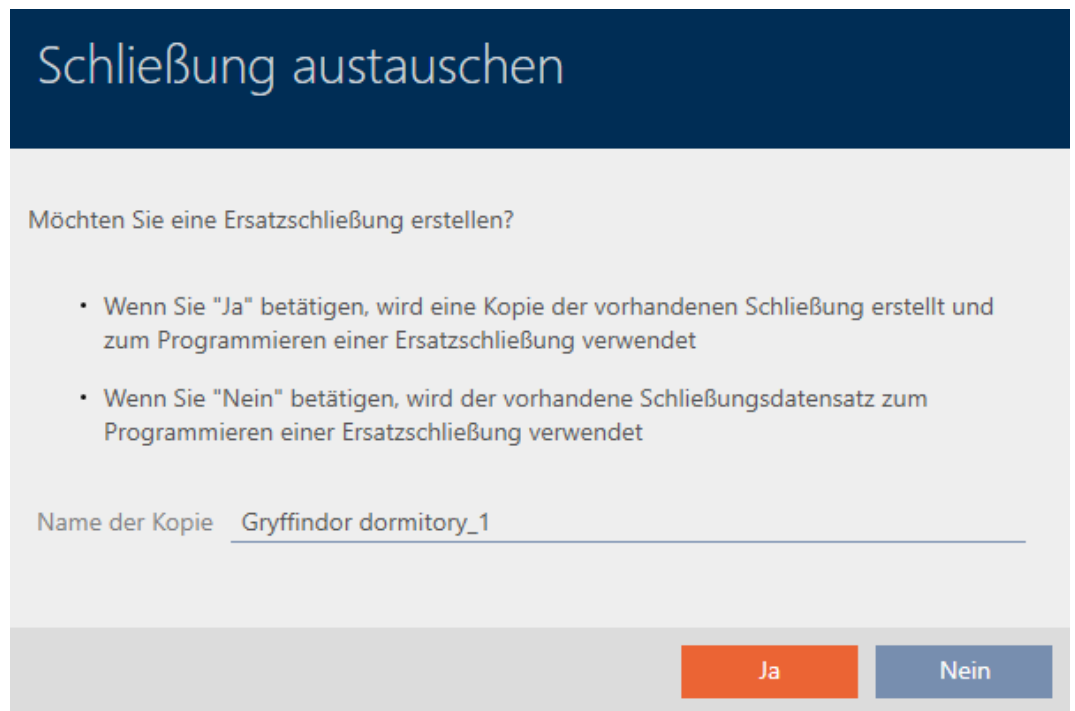 Schließung austauschen
Möchten Sie eine Ersatzschließung erstellen?
• Wenn Sie "Ja" betätigen, wird eine Kopie der vorhandenen Schließung erstellt und
zum Programmieren einer Ersatzschließung verwendet
• Wenn Sie "Nein" betätigen, wird der vorhandene Schließungsdatensatz zum
Programmieren einer Ersatzschließung verwendet
Name der Kopie Gryffindor dormitory_1
Ja Nein